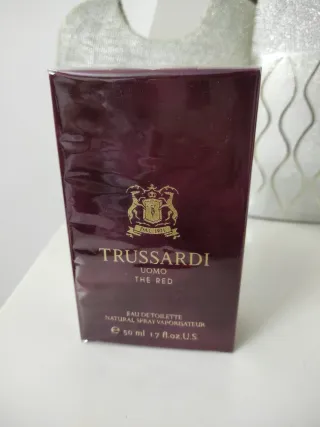 TRUSSARDI
UOMO
THE RED
EAU DE TOILETTE
NATURAL SPRAY VAPORISATEUR
e 50 ml 1.7 fl.oz.U.S.